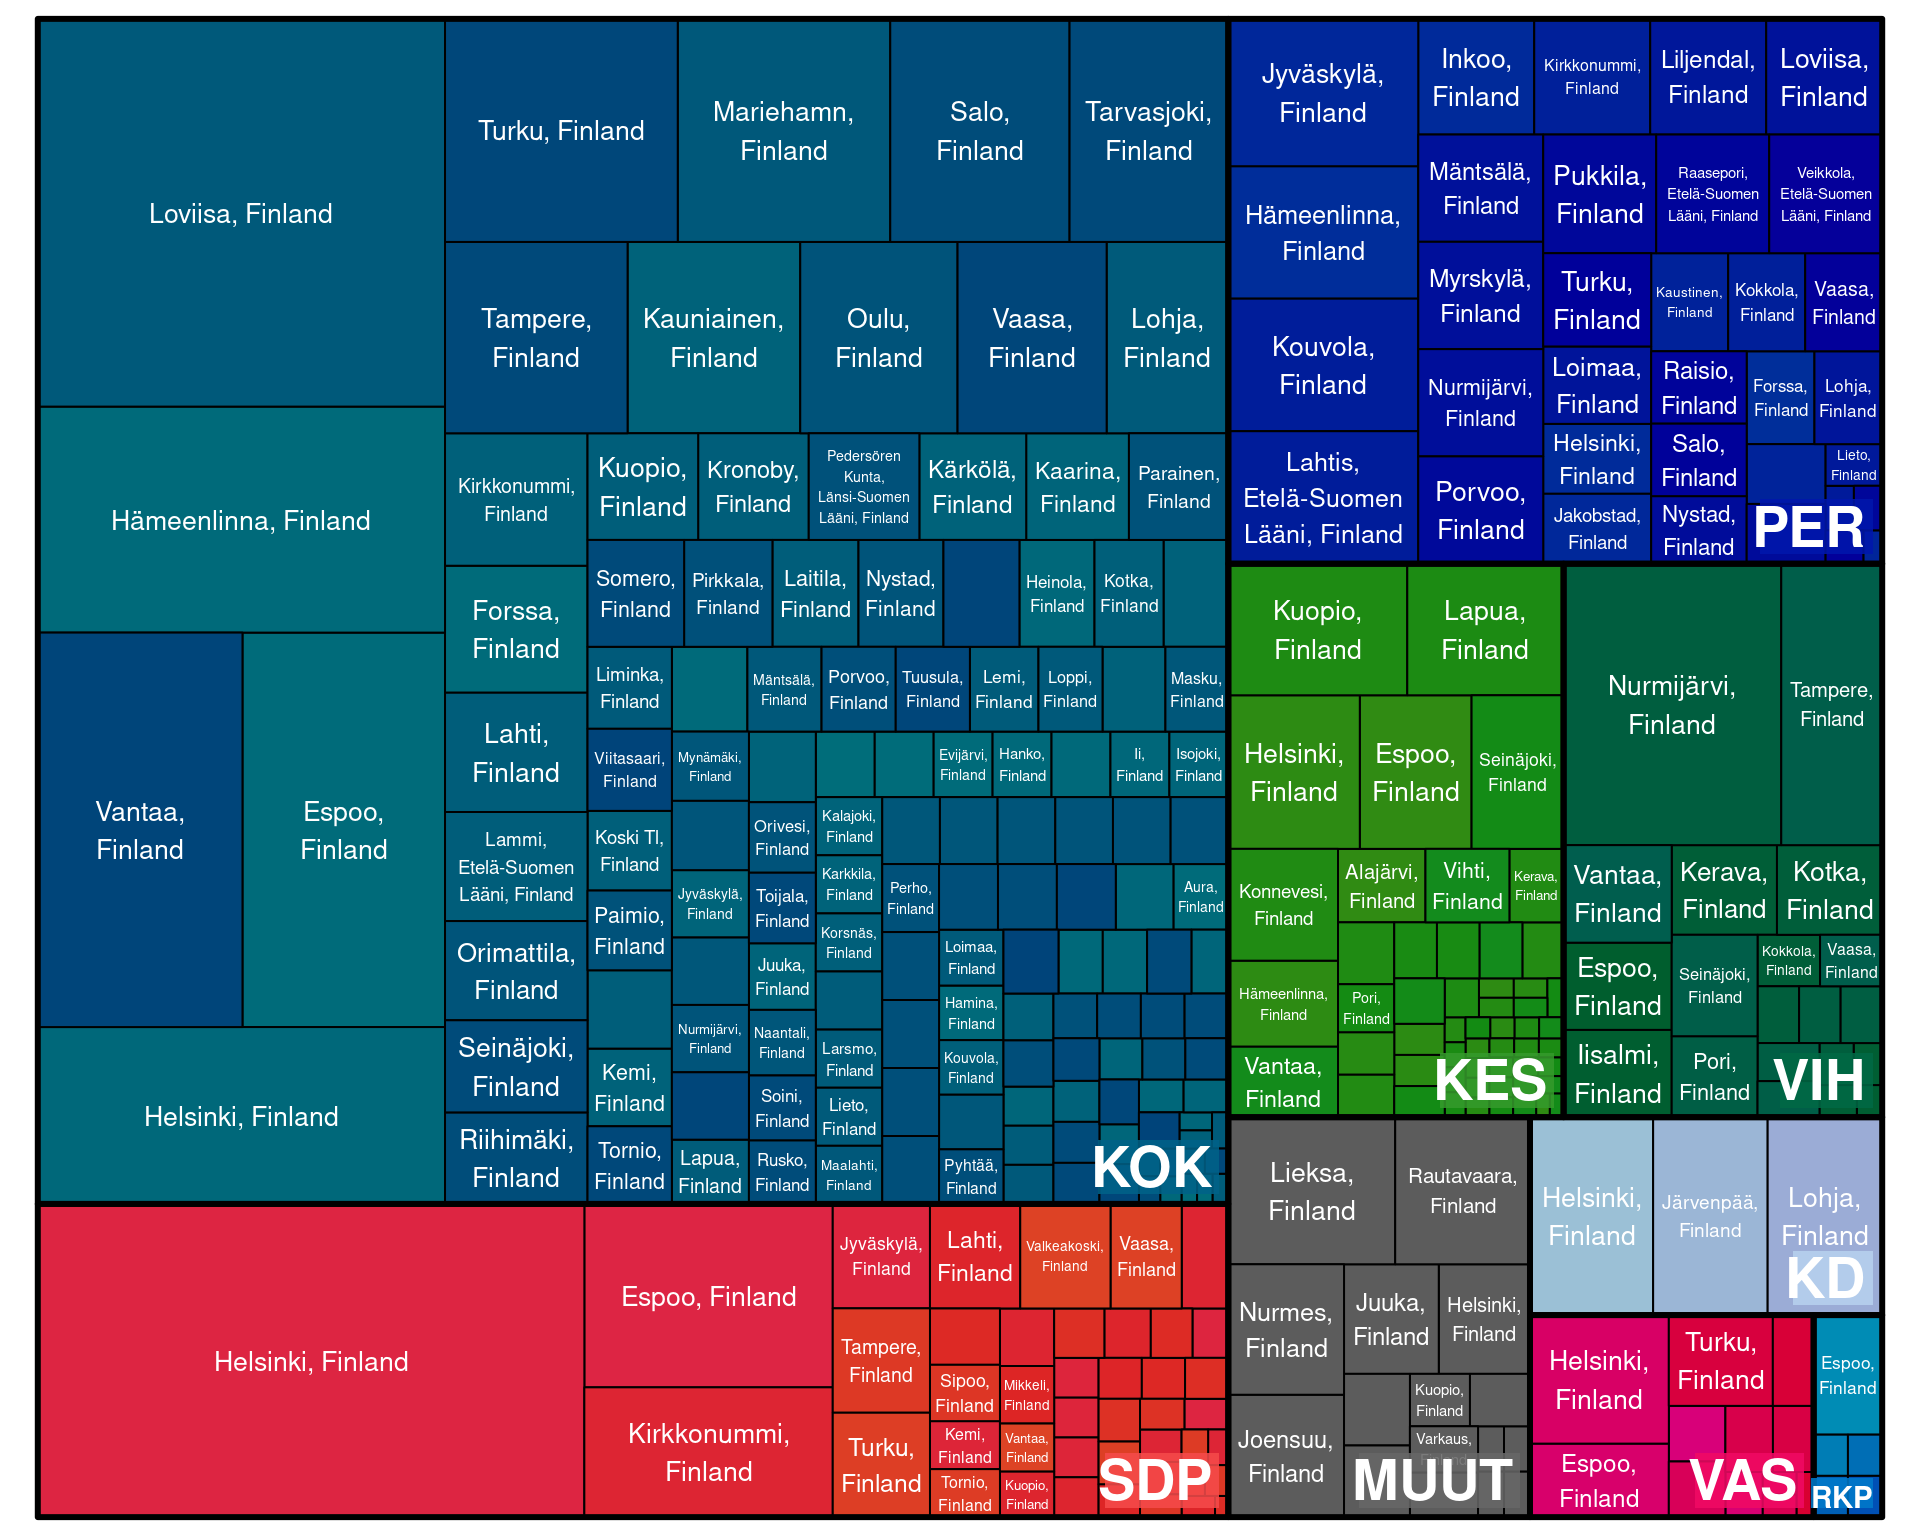 Loviisa, Finland
Hämeenlinna, Finland
Vantaa,
Finland
Espoo,
Finland
Helsinki, Finland
Turku, Finland
Mariehamn,
Finland
Salo,
Finland
Tarvasjoki,
Finland
Tampere,
Finland
Kauniainen,
Finland
Oulu,
Finland
Vaasa,
Finland
Lohja,
Finland
Kirkkonummi,
Finland
Forssa,
Finland
Lahti,
Finland
Lammi,
Etelä-Suomen
Lääni, Finland
Orimattila,
Finland
Seinäjoki,
Finland
Riihimäki,
Finland
Kuopio,
Finland
Kronoby,
Finland
Pedersören
Kunta,
Länsi-Suomen
Lääni, Finland
Kärkölä,
Finland
Kaarina,
Finland
Parainen,
Finland
Somero,
Finland
Pirkkala,
Finland
Laitila,
Finland
Nystad,
Finland
Heinola,
Finland
Kotka,
Finland
Liminka,
Finland
Mäntsälä,
Finland
Porvoo,
Finland
Tuusula,
Finland
Lemi,
Finland
Loppi,
Finland
Masku,
Finland
Viitasaari,
Finland
Koski Tl,
Finland
Paimio,
Finland
Kemi,
Finland
Tornio,
Finland
Mynämäki,
Finland
Jyväskylä,
Finland
Nurmijärvi,
Finland
Lapua,
Finland
Orivesi,
Finland
Toijala,
Finland
Juuka,
Finland
Naantali,
Finland
Soini,
Finland
Rusko,
Finland
Evijärvi,
Finland
Hanko,
Finland
Ii,
Finland
Isojoki,
Finland
Kalajoki,
Finland
Karkkila,
Finland
Korsnäs,
Finland
Larsmo,
Finland
Lieto,
Finland
Maalahti,
Finland
Perho,
Finland
Aura,
Finland
Loimaa,
Finland
Hamina,
Finland
Kouvola,
Finland
Pyhtää,
Finland
KOK
Helsinki, Finland
Espoo, Finland
Kirkkonummi,
Finland
Jyväskylä,
Finland
Lahti,
Finland
Valkeakoski,
Finland
Vaasa,
Finland
Tampere,
Finland
Turku,
Finland
Sipoo,
Finland
Kemi,
Finland
Tornio,
Finland
Mikkeli,
Finland
Vantaa,
Finland
Kuopio,
Finland
SDP
Jyväskylä,
Finland
Hämeenlinna,
Finland
Kouvola,
Finland
Lahtis,
Etelä-Suomen
Lääni, Finland
Inkoo,
Finland
Kirkkonummi,
Finland
Liljendal,
Finland
Loviisa,
Finland
Mäntsälä,
Finland
Myrskylä,
Finland
Nurmijärvi,
Finland
Porvoo,
Finland
Pukkila,
Finland
Raasepori,
Etelä-Suomen
Lääni, Finland
Veikkola,
Etelä-Suomen
Lääni, Finland
Turku,
Finland
Loimaa,
Finland
Helsinki,
Finland
Jakobstad,
Finland
Kaustinen,
Finland
Kokkola,
Finland
Vaasa,
Finland
Raisio,
Finland
Salo,
Finland
Nystad,
Finland
Forssa,
Finland
Lohja,
Finland
Lieto,
Finland
PER
Kuopio,
Finland
Lapua,
Finland
Helsinki,
Finland
Espoo,
Finland
Seinäjoki,
Finland
Konnevesi,
Finland
Hämeenlinna,
Finland
Vantaa,
Finland
Alajärvi,
Finland
Vihti,
Finland
Kerava,
Finland
Pori,
Finland
KES
Nurmijärvi,
Finland
Tampere,
Finland
Vantaa,
Finland
Espoo,
Finland
Iisalmi,
Finland
Kerava,
Finland
Kotka,
Finland
Seinäjoki,
Finland
Pori,
Finland
Kokkola,
Finland
Vaasa,
Finland
VIH
Lieksa,
Finland
Rautavaara,
Finland
Nurmes,
Finland
Joensuu,
Finland
Juuka,
Finland
Helsinki,
Finland
Kuopio,
Finland
Varkaus,
MUUT
Helsinki,
Finland
Järvenpää,
Finland
Lohja,
Finland
KD
Helsinki,
Finland
Espoo,
Finland
Turku,
Finland
VAS
Espoo,
Finland
RKP